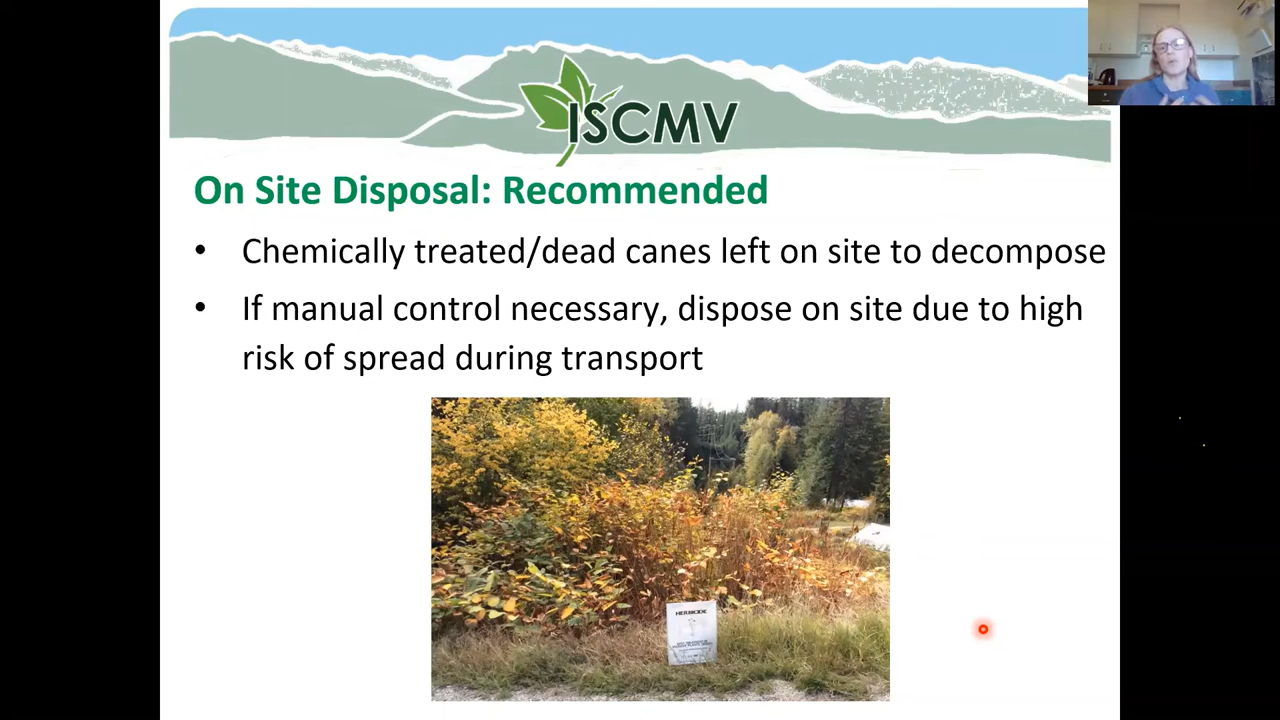 ISCMV
On Site Disposal: Recommended
• Chemically treated/dead canes left on site to decompose
• If manual control necessary, dispose on site due to high
risk of spread during transport
HERBICIDE